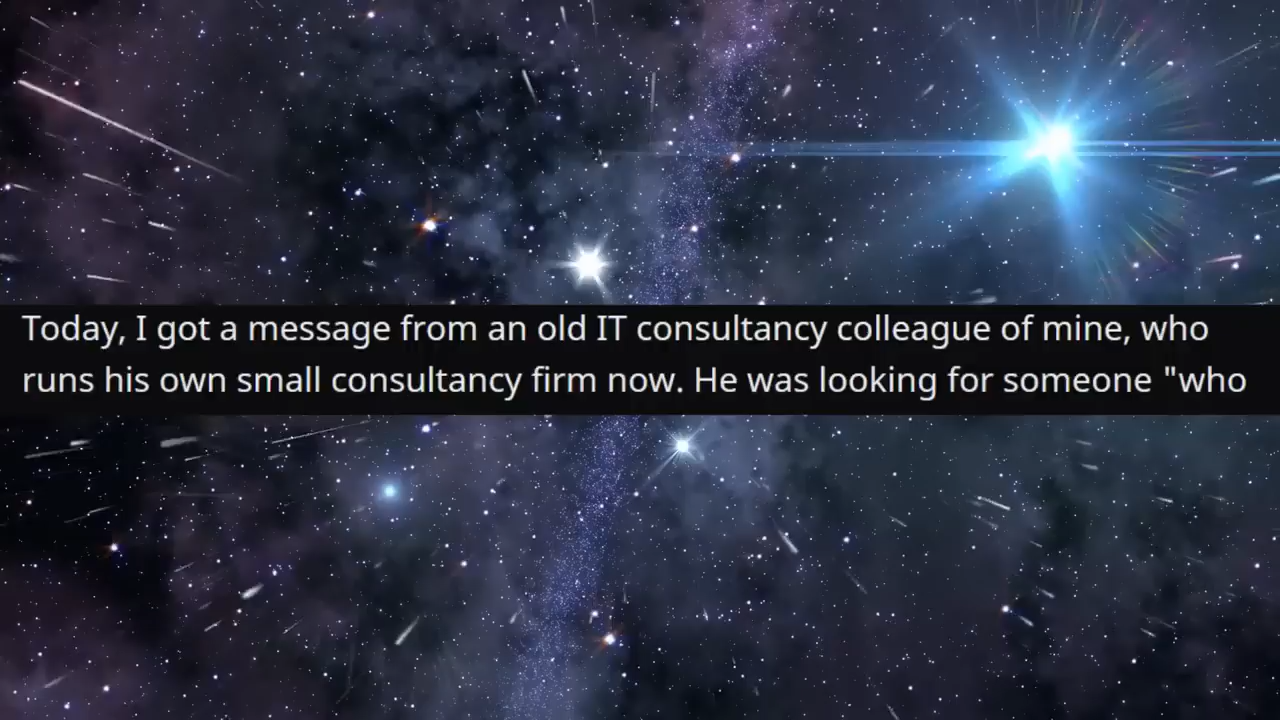 Today, I got a message from an old IT consultancy colleague of mine, who
runs his own small consultancy firm now. He was looking for someone "who